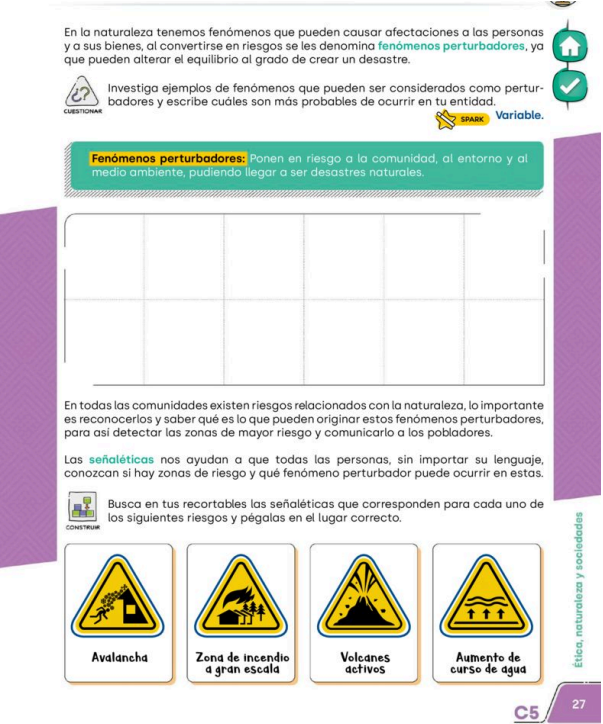 En la naturaleza tenemos fenómenos que pueden causar afectaciones a las personas
y a sus bienes, al convertirse en riesgos se les denomina fenómenos perturbadores, ya
que pueden alterar el equilibrio al grado de crear un desastre.
¿?
CUESTIONAR
Investiga ejemplos de fenómenos que pueden ser considerados como pertur-
badores y escribe cuáles son más probables de ocurrir en tu entidad.
SPARK Variable.
Fenómenos perturbadores: Ponen en riesgo a la comunidad, al entorno y al
medio ambiente, pudiendo llegar a ser desastres naturales.
En todas las comunidades existen riesgos relacionados con la naturaleza, lo importante
es reconocerlos y saber qué es lo que pueden originar estos fenómenos perturbadores,
para así detectar las zonas de mayor riesgo y comunicarlo a los pobladores.
Las señaléticas nos ayudan a que todas las personas, sin importar su lenguaje,
conozcan si hay zonas de riesgo y qué fenómeno perturbador puede ocurrir en estas.
CONSTRUIR
Busca en tus recortables las señaléticas que corresponden para cada uno de
los siguientes riesgos y pégalas en el lugar correcto.
Avalancha
Zona de incendio
a gran escala
Volcanes
activos
Aumento de
curso de agua
Ética, naturaleza y sociedades
C5
27